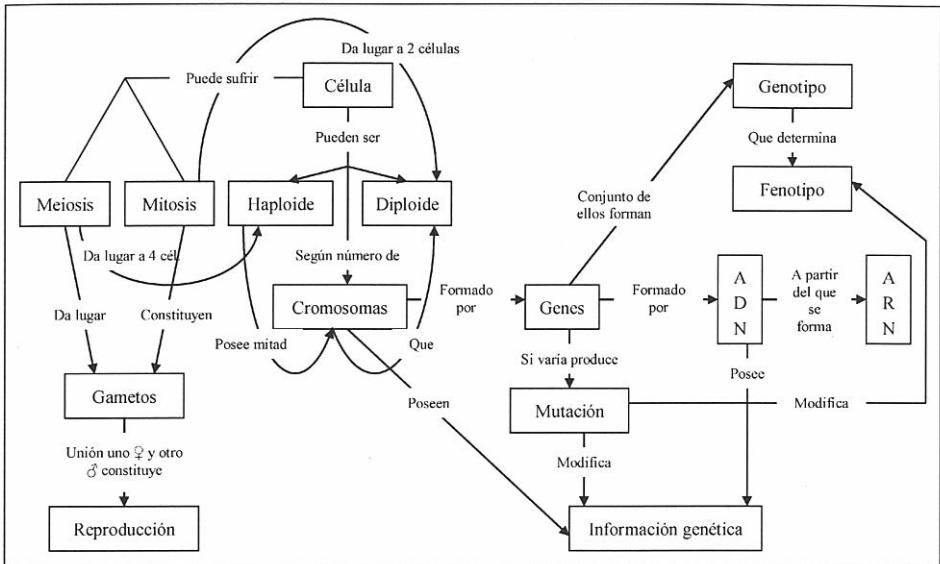 Da lugar a 2 células
Puede sufrir
Célula
Genotipo
Pueden ser
Que determina
Meiosis
Mitosis
Haploide
Diploide
Conjunto de
ellos forman
Fenotipo
Da lugar a 4 cél.
Según número de
Cromosomas
Formado
por
Genes
Formado
por
A
D
N
A partir
del que
se
forma
A
R
N
Da lugar
Constituyen
Posee mitad
Que
Si varía produce
Posee
Gametos
Poseen
Mutación
Modifica
Unión uno ♀ y otro
♂ constituye
Modifica
Reproducción
Información genética